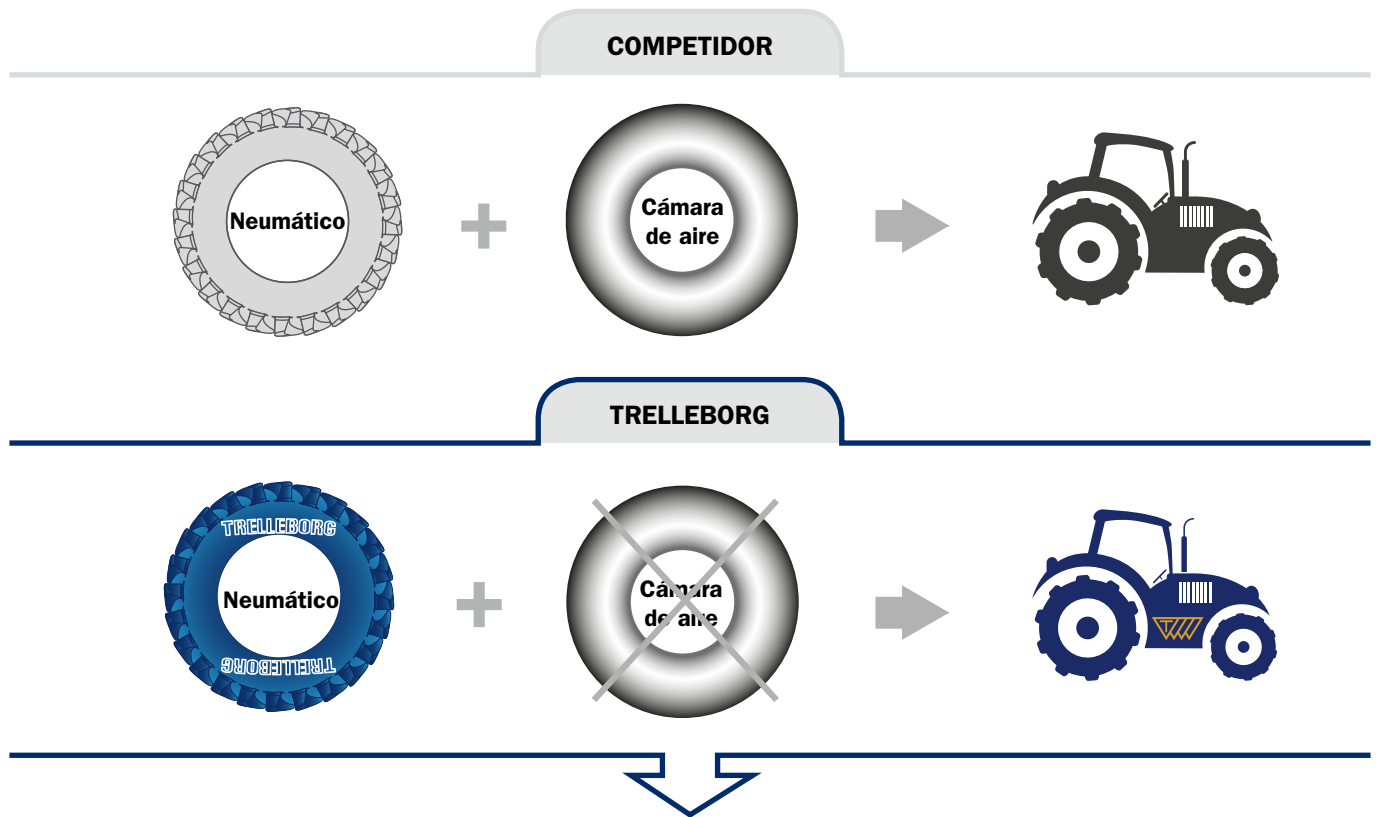 COMPETIDOR
Neumático
Cámara
de aire
TRELLEBORG
TRELLEBORG
Neumático
TRELLEBORG
Cámara
de aire